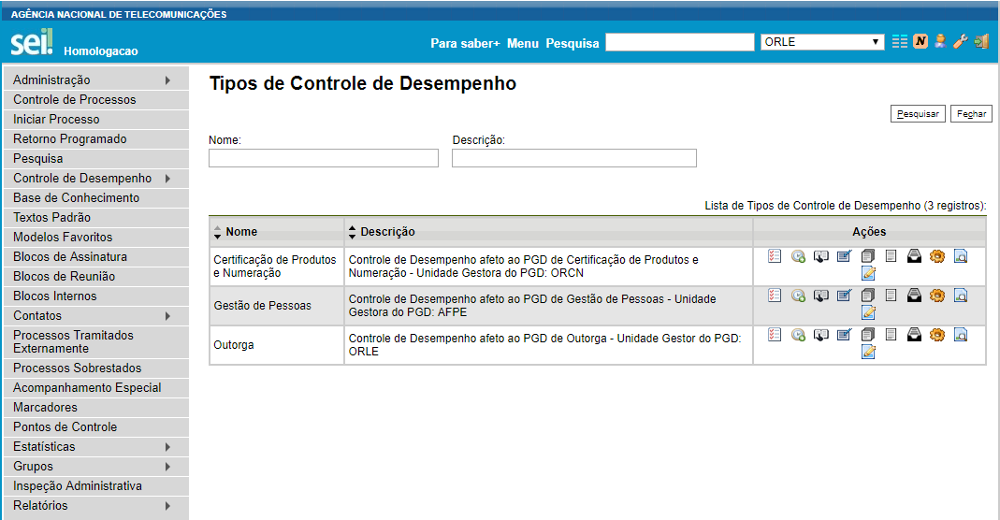 AGÊNCIA NACIONAL DE TELECOMUNICAÇÕES
sei!
Homologacao
Para saber+ Menu Pesquisa
ORLE
N
Administração
Controle de Processos
Iniciar Processo
Retorno Programado
Pesquisa
Controle de Desempenho
Base de Conhecimento
Textos Padrão
Modelos Favoritos
Blocos de Assinatura
Blocos de Reunião
Blocos Internos
Contatos
Processos Tramitados
Externamente
Processos Sobrestados
Acompanhamento Especial
Marcadores
Pontos de Controle
Estatísticas
Grupos
Inspeção Administrativa
Relatórios
Tipos de Controle de Desempenho
Pesquisar Fechar
Nome: Descrição:
Lista de Tipos de Controle de Desempenho (3 registros):
Nome Descrição Ações
Certificação de Produtos
e Numeração
Controle de Desempenho afeto ao PGD de Certificação de Produtos e
Numeração - Unidade Gestora do PGD: ORCN
Gestão de Pessoas
Controle de Desempenho afeto ao PGD de Gestão de Pessoas - Unidade
Gestora do PGD: AFPE
Outorga
Controle de Desempenho afeto ao PGD de Outorga - Unidade Gestor do PGD:
ORLE